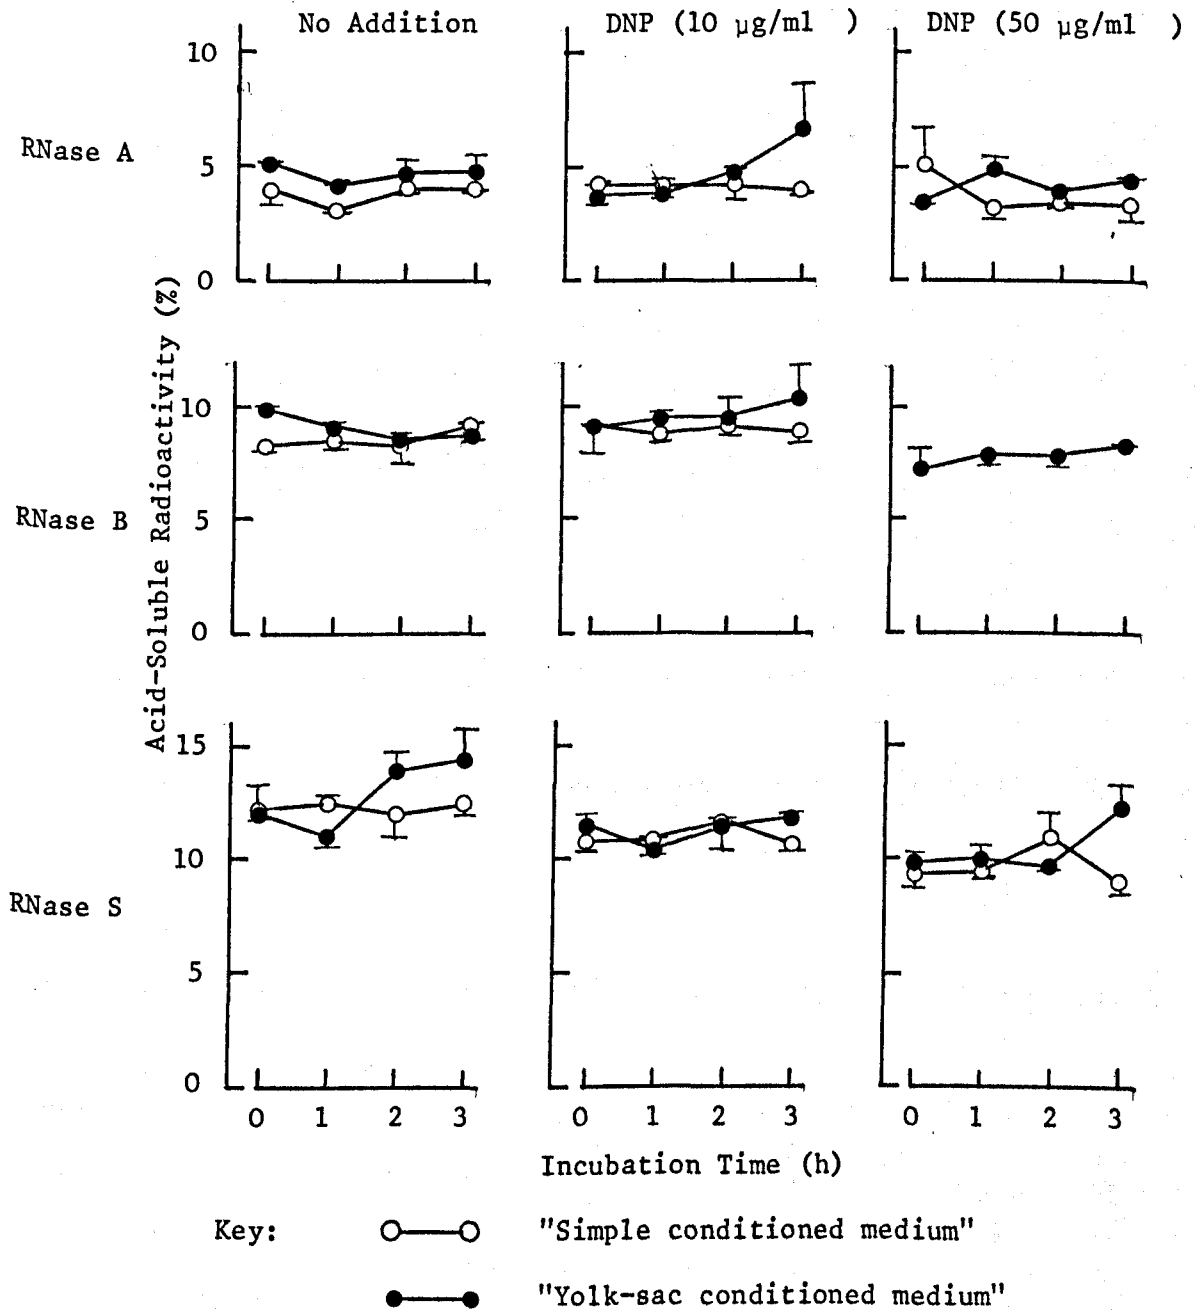 No Addition DNP (10 µg/ml ) DNP (50 µg/ml )
RNase A
10
5
0
Acid-Soluble Radioactivity (%)
RNase B
10
5
0
RNase S
15
10
5
0
0 1 2 3 0 1 2 3 0 1 2 3
Incubation Time (h)
Key: "Simple conditioned medium"
"Yolk-sac conditioned medium"